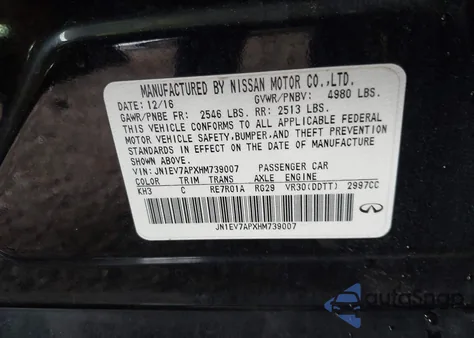 MANUFACTURED BY NISSAN MOTOR CO.,LTD.
DATE: 12/16 GVWR/PNBV: 4980 LBS.
GAWR/PNBE FR: 2546 LBS. RR: 2513 LBS.
THIS VEHICLE CONFORMS TO ALL APPLICABLE FEDERAL
MOTOR VEHICLE SAFETY,BUMPER,AND THEFT PREVENTION
STANDARDS IN EFFECT ON THE DATE OF MANUFACTURE
SHOWN ABOVE.
VIN: JN1EV7APXHM739007 PASSENGER CAR
COLOR TRIM TRANS AXLE ENGINE
KH3 C RE7R01A RG29 VR30(DDTT) 2997CC
JN1EV7APXHM739007
autoSnap